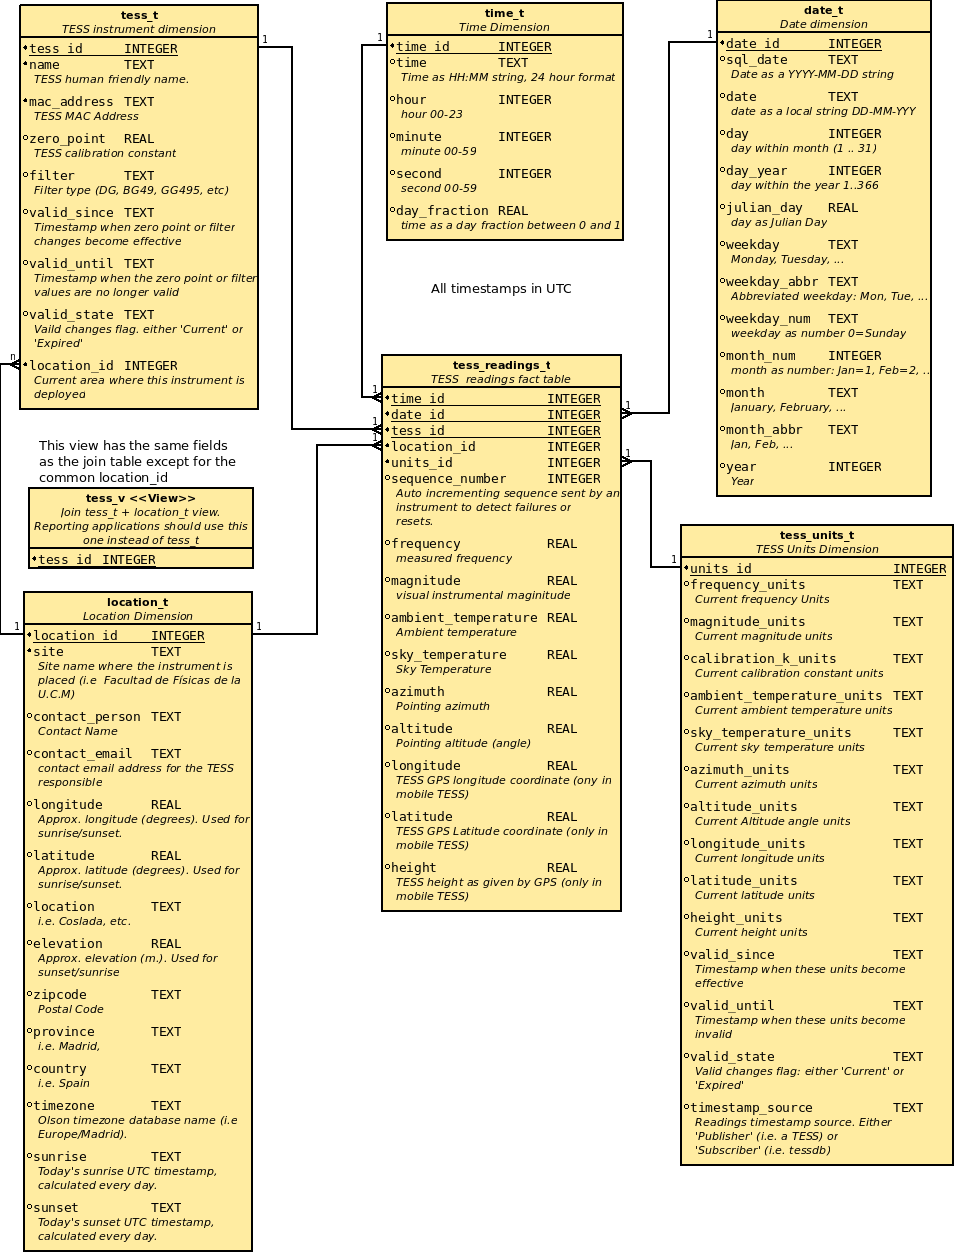 tess_t
TESS instrument dimension
tess_id INTEGER
name TEXT
TESS human friendly name.
mac_address TEXT
TESS MAC Address
zero_point REAL
TESS calibration constant
filter TEXT
Filter type (DG, BG49, GG495, etc)
valid_since TEXT
Timestamp when zero point or filter
changes become effective
valid_until TEXT
Timestamp when the zero point or filter
values are no longer valid
valid_state TEXT
Vaild changes flag. either 'Current' or
'Expired'
location_id INTEGER
Current area where this instrument is
deployed
1
n
time_t
Time Dimension
time_id INTEGER
time TEXT
Time as HH:MM string, 24 hour format
hour INTEGER
hour 00-23
minute INTEGER
minute 00-59
second INTEGER
second 00-59
day_fraction REAL
time as a day fraction between 0 and 1
1
date_t
Date dimension
date_id INTEGER
sql_date TEXT
Date as a YYYY-MM-DD string
date TEXT
date as a local string DD-MM-YYY
day INTEGER
day within month (1 .. 31)
day_year INTEGER
day within the year 1..366
julian_day REAL
day as Julian Day
weekday TEXT
Monday, Tuesday, ...
weekday_abbr TEXT
Abbreviated weekday: Mon, Tue, ...
weekday_num TEXT
weekday as number 0=Sunday
month_num INTEGER
month as number: Jan=1, Feb=2, ..
month TEXT
January, February, ...
month_abbr TEXT
Jan, Feb, ...
year INTEGER
Year
1
All timestamps in UTC
This view has the same fields
as the join table except for the
common location_id
tess_v <<View>>
Join tess_t + location_t view.
Reporting applications should use this
one instead of tess_t
tess_id INTEGER
tess_readings_t
TESS  readings fact table
time_id INTEGER
date_id INTEGER
tess_id INTEGER
location_id INTEGER
units_id INTEGER
sequence_number INTEGER
Auto incrementing sequence sent by an
instrument to detect failures or
resets.
frequency REAL
measured frequency
magnitude REAL
visual instrumental maginitude
ambient_temperature REAL
Ambient temperature
sky_temperature REAL
Sky Temperature
azimuth REAL
Pointing azimuth
altitude REAL
Pointing altitude (angle)
longitude REAL
TESS GPS longitude coordinate (ony in
mobile TESS)
latitude REAL
TESS GPS Latitude coordinate (only in
mobile TESS)
height REAL
TESS height as given by GPS (only in
mobile TESS)
1
1
1
1
1
location_t
Location Dimension
location_id INTEGER
site TEXT
Site name where the instrument is
placed (i.e  Facultad de Físicas de la
U.C.M)
contact_person TEXT
Contact Name
contact_email TEXT
contact email address for the TESS
responsible
longitude REAL
Approx. longitude (degrees). Used for
sunrise/sunset.
latitude REAL
Approx. latitude (degrees). Used for
sunrise/sunset.
location TEXT
i.e. Coslada, etc.
elevation REAL
Approx. elevation (m.). Used for
sunset/sunrise
zipcode TEXT
Postal Code
province TEXT
i.e. Madrid,
country TEXT
i.e. Spain
timezone TEXT
Olson timezone database name (i.e
Europe/Madrid).
sunrise TEXT
Today's sunrise UTC timestamp,
calculated every day.
sunset TEXT
Today's sunset UTC timestamp,
calculated every day.
1
1
tess_units_t
TESS Units Dimension
units_id INTEGER
frequency_units TEXT
Current frequency Units
magnitude_units TEXT
Current magnitude units
calibration_k_units TEXT
Current calibration constant units
ambient_temperature_units TEXT
Current ambient temperature units
sky_temperature_units TEXT
Current sky temperature units
azimuth_units TEXT
Current azimuth units
altitude_units TEXT
Current Altitude angle units
longitude_units TEXT
Current longitude units
latitude_units TEXT
Current latitude units
height_units TEXT
Current height units
valid_since TEXT
Timestamp when these units become
effective
valid_until TEXT
Timestamp when these units become
invalid
valid_state TEXT
Valid changes flag: either 'Current' or
'Expired'
timestamp_source TEXT
Readings timestamp source. Either
'Publisher' (i.e. a TESS) or
'Subscriber' (i.e. tessdb)
1